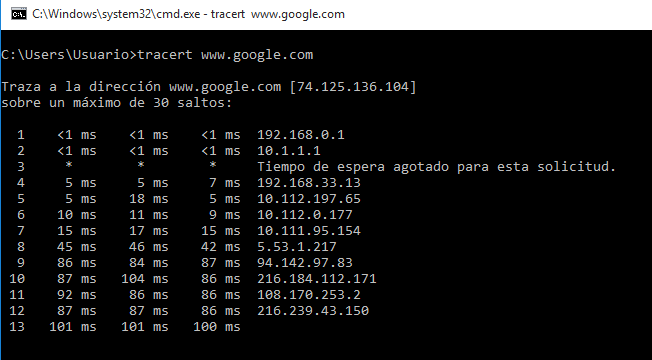 C:\Windows\system32\cmd.exe - tracert www.google.com
C:\Users\Usuario>tracert www.google.com
Traza a la dirección www.google.com [74.125.136.104]
sobre un máximo de 30 saltos:
1 <1 ms <1 ms <1 ms 192.168.0.1
2 <1 ms <1 ms <1 ms 10.1.1.1
3 * * * Tiempo de espera agotado para esta solicitud.
4 5 ms 5 ms 7 ms 192.168.33.13
5 5 ms 18 ms 5 ms 10.112.197.65
6 10 ms 11 ms 9 ms 10.112.0.177
7 15 ms 17 ms 15 ms 10.111.95.154
8 45 ms 46 ms 42 ms 5.53.1.217
9 86 ms 84 ms 87 ms 94.142.97.83
10 87 ms 104 ms 86 ms 216.184.112.171
11 92 ms 86 ms 86 ms 108.170.253.2
12 87 ms 87 ms 86 ms 216.239.43.150
13 101 ms 101 ms 100 ms